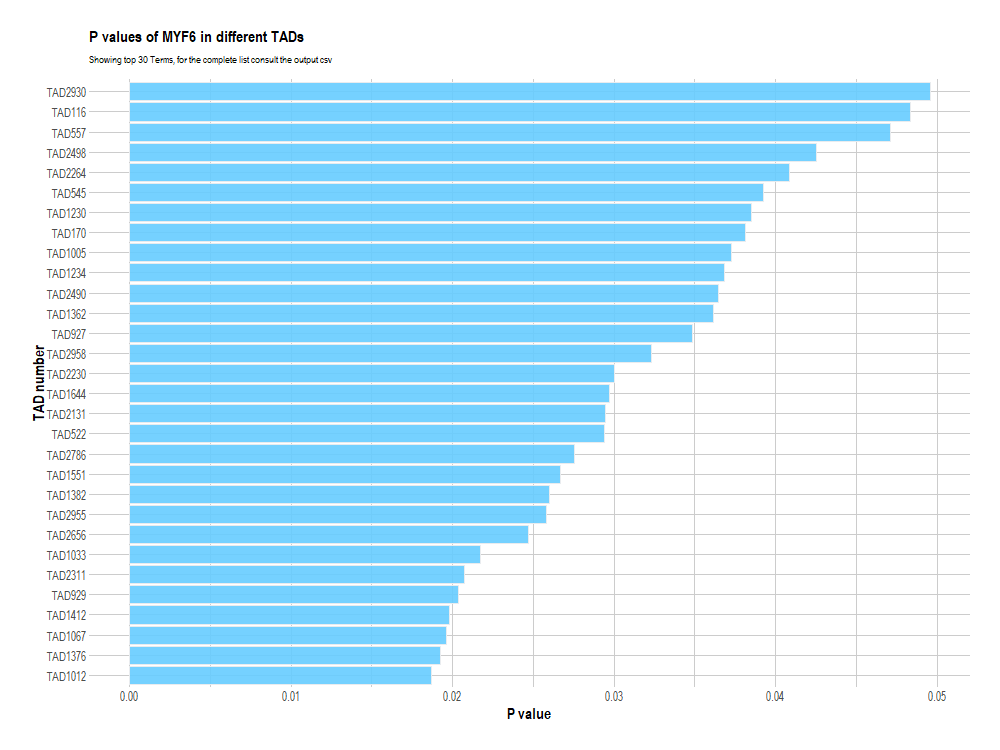 P values of MYF6 in different TADs
Showing top 30 Terms, for the complete list consult the output csv
TAD number
TAD2930
TAD116
TAD557
TAD2498
TAD2264
TAD545
TAD1230
TAD170
TAD1005
TAD1234
TAD2490
TAD1362
TAD927
TAD2958
TAD2230
TAD1644
TAD2131
TAD522
TAD2786
TAD1551
TAD1382
TAD2955
TAD2656
TAD1033
TAD2311
TAD929
TAD1412
TAD1067
TAD1376
TAD1012
0.00 0.01 0.02 0.03 0.04 0.05
P value